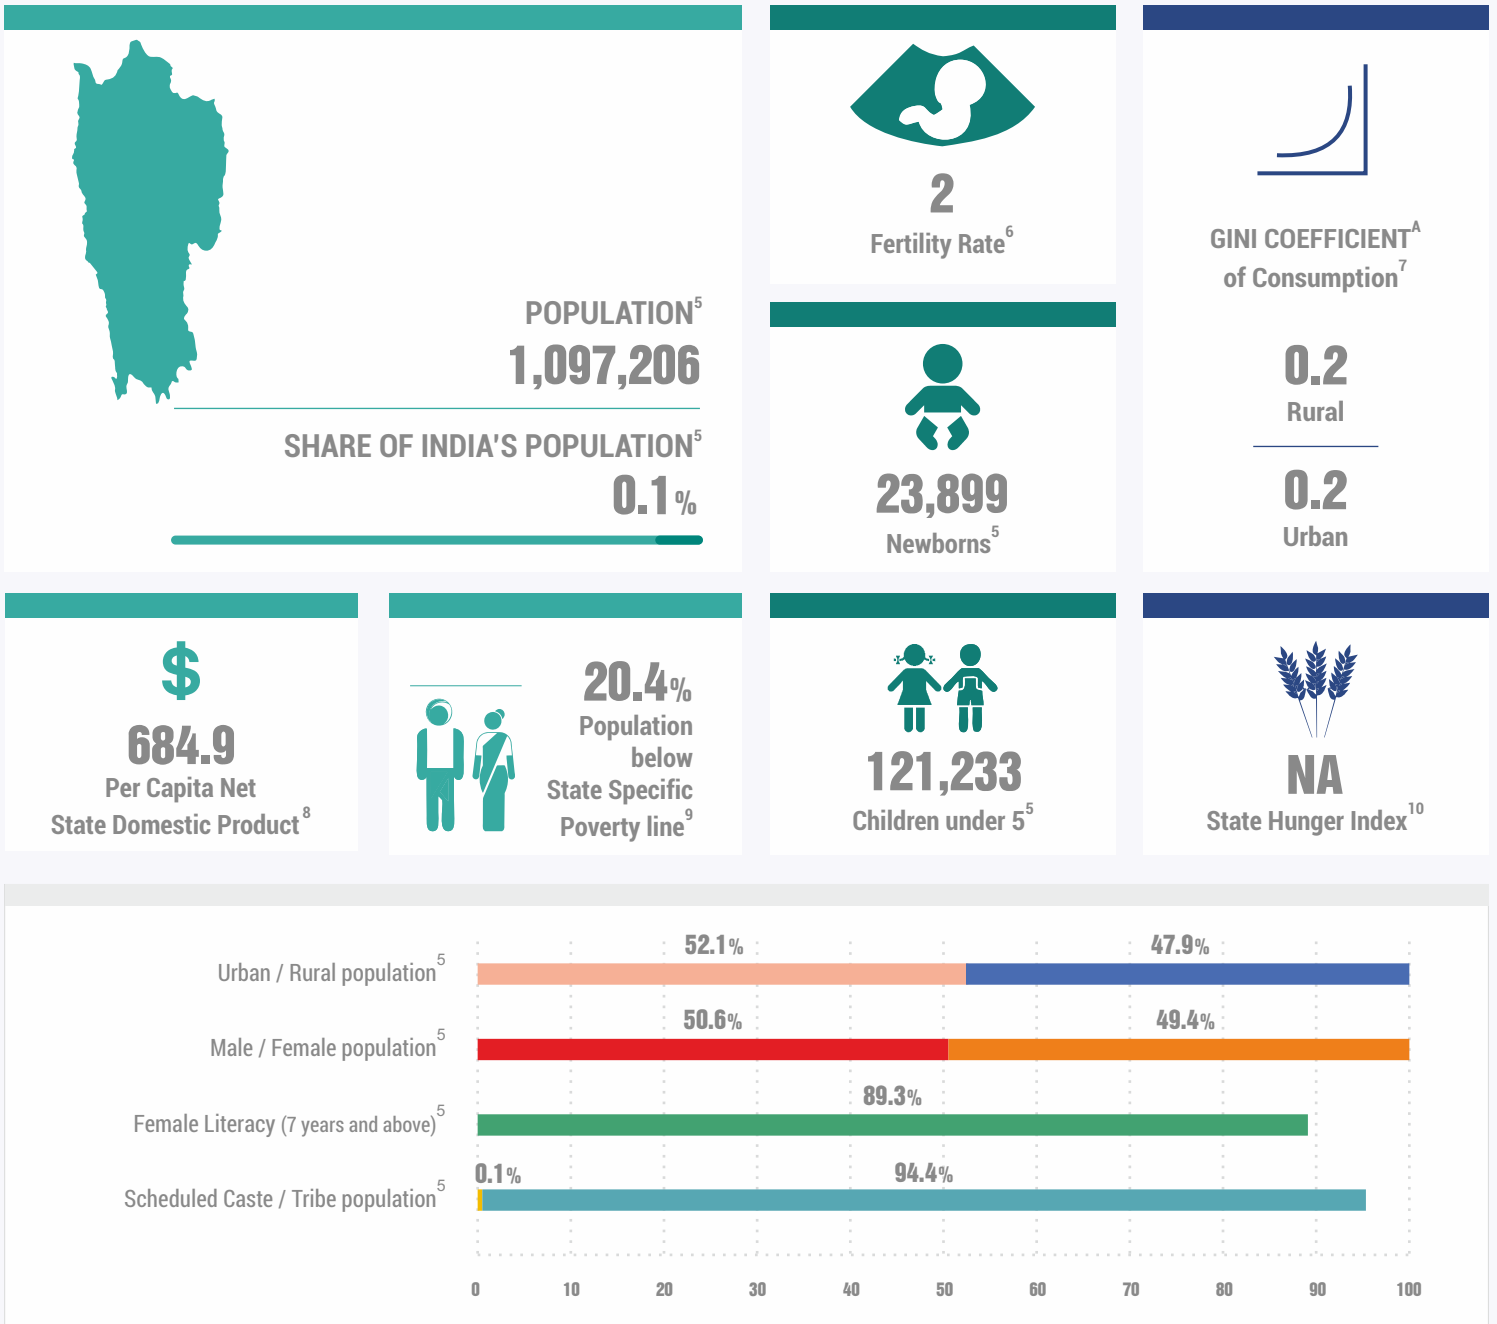 POPULATION5
1,097,206
SHARE OF INDIA'S POPULATION5
0.1%
2
Fertility Rate6
23,899
Newborns5
GINI COEFFICIENTA
of Consumption7
0.2
Rural
0.2
Urban
$
684.9
Per Capita Net
State Domestic Product8
20.4%
Population
below
State Specific
Poverty line9
121,233
Children under 55
NA
State Hunger Index10
52.1% 47.9%
Urban / Rural population5
50.6% 49.4%
Male / Female population5
89.3%
Female Literacy (7 years and above)5
0.1% 94.4%
Scheduled Caste / Tribe population5
0 10 20 30 40 50 60 70 80 90 100